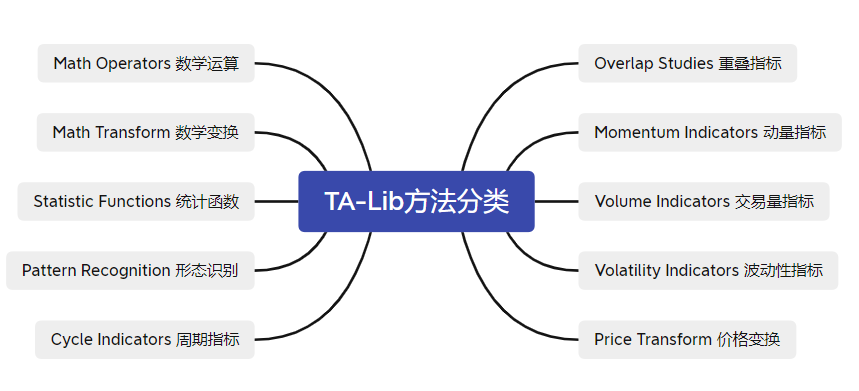 TA-Lib方法分类
Math Operators 数学运算
Math Transform 数学变换
Statistic Functions 统计函数
Pattern Recognition 形态识别
Cycle Indicators 周期指标
Overlap Studies 重叠指标
Momentum Indicators 动量指标
Volume Indicators 交易量指标
Volatility Indicators 波动性指标
Price Transform 价格变换